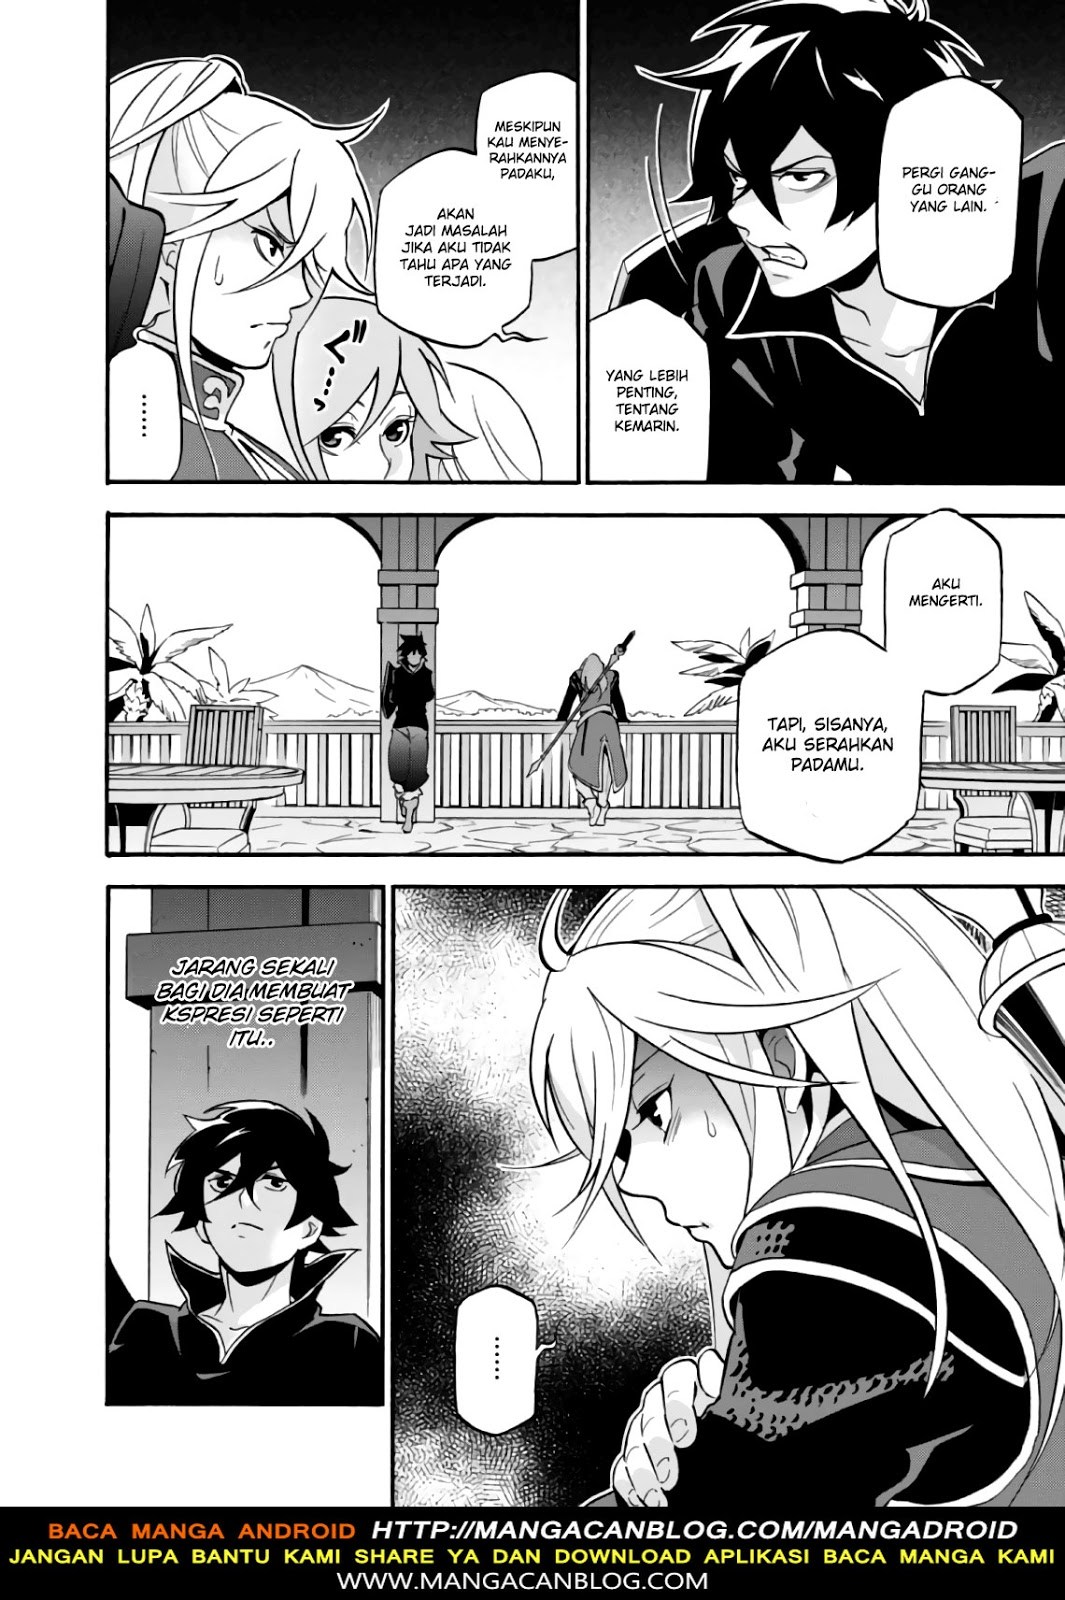 PERGI GANG-
GU ORANG
YANG LAIN.
YANG LEBIH
PENTING,
TENTANG
KEMARIN.
MESKIPUN
KAU MENYE-
RAHKANNYA
PADAKU,
AKAN
JADI MASALAH
JIKA AKU TIDAK
TAHU APA YANG
TERJADI.
ぐ…っ
......
AKU
MENGERTI.
TAPI, SISANYA,
AKU SERAHKAN
PADAMU.
......
JARANG SEKALI
BAGI DIA MEMBUAT
KSPRESI SEPERTI
ITU..
BACA MANGA ANDROID HTTP://MANGACANBLOG.COM/MANGADROID
JANGAN LUPA BANTU KAMI SHARE YA DAN DOWNLOAD APLIKASI BACA MANGA KAMI
WWW.MANGACANBLOG.COM